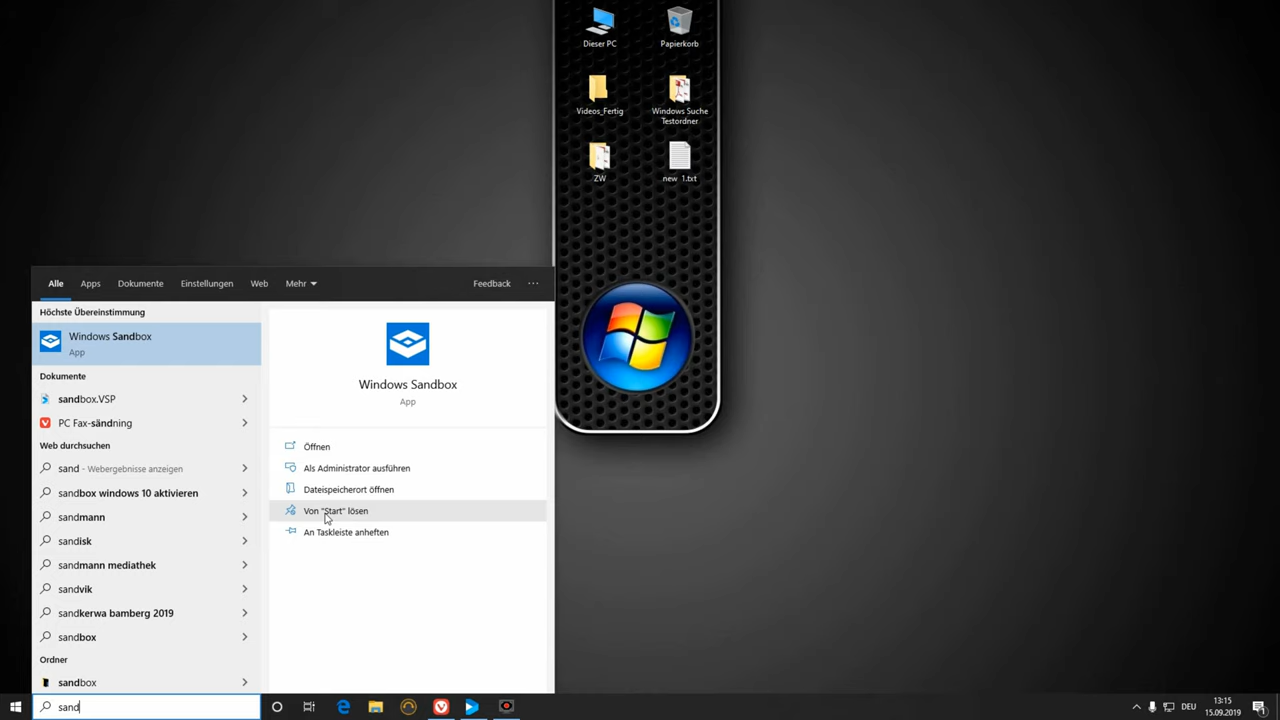 Dieser PC
Papierkorb
Videos_Fertig
Windows Suche
Testordner
ZW
new_1.txt
Alle
Apps
Dokumente
Einstellungen
Web
Mehr
Feedback
...
Höchste Übereinstimmung
Windows Sandbox
App
Dokumente
sandbox.VSP
PC Fax-sändning
Web durchsuchen
sand - Webergebnisse anzeigen
sandbox windows 10 aktivieren
sandmann
sandisk
sandmann mediathek
sandvik
sandkerwa bamberg 2019
sandbox
Ordner
sandbox
Windows Sandbox
App
Öffnen
Als Administrator ausführen
Dateispeicherort öffnen
Von "Start" lösen
An Taskleiste anheften
sand
DEU
13:15
15.09.2019
1